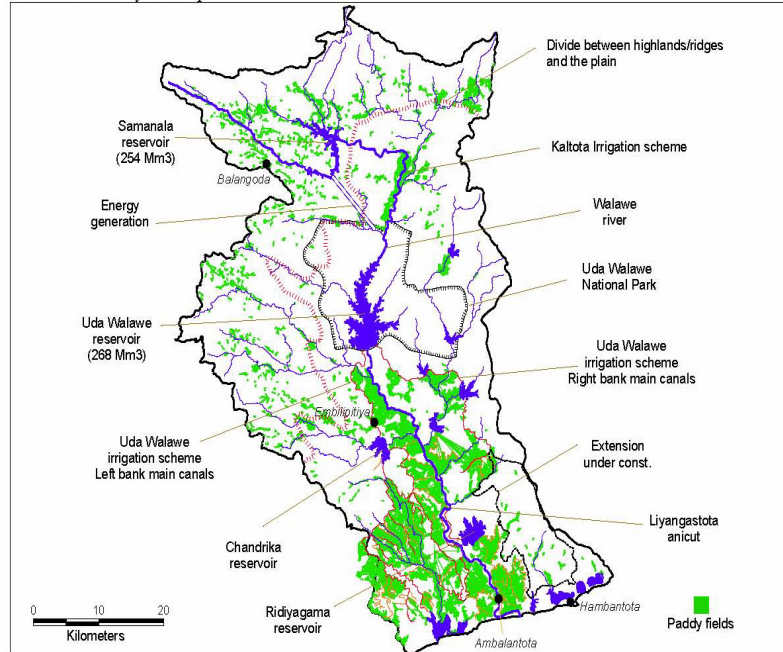 Divide between highlands/ridges
and the plain
Samanala
reservoir
(254 Mm3)
Kaltota Irrigation scheme
Balangoda
Energy
generation
Walawe
river
Uda Walawe
National Park
Uda Walawe
reservoir
(268 Mm3)
Uda Walawe
irrigation scheme
Right bank main canals
Embilipitiya
Uda Walawe
irrigation scheme
Left bank main canals
Extension
under const.
Liyangastota
anicut
Chandrika
reservoir
Ridiyagama
reservoir
Hambantota
Ambalantota
Paddy fields
0 10 20
Kilometers